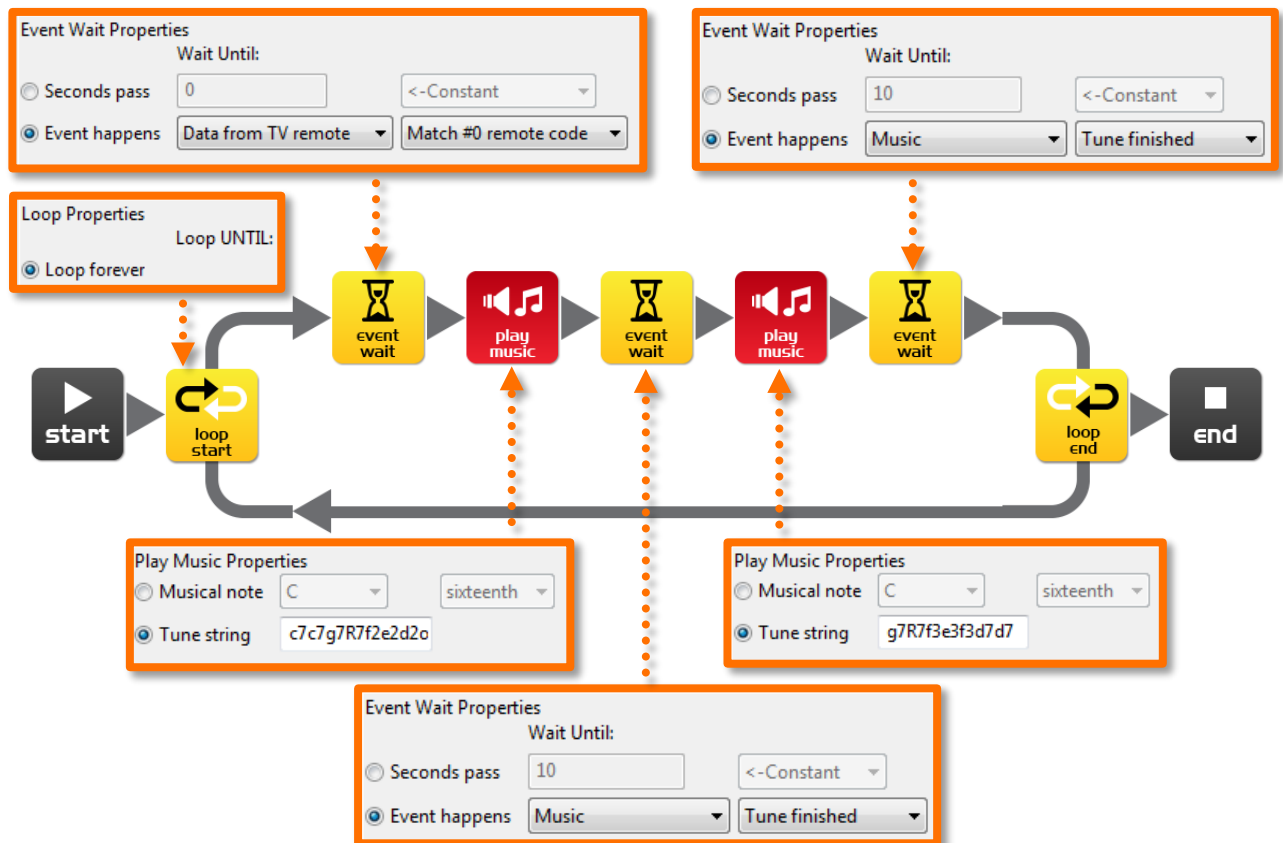 Event Wait Properties
Wait Until:
Seconds pass 0 <-Constant
Event happens Data from TV remote Match #0 remote code
Event Wait Properties
Wait Until:
Seconds pass 10 <-Constant
Event happens Music Tune finished
Loop Properties
Loop UNTIL:
Loop forever
start
loop
start
event
wait
play
music
event
wait
play
music
event
wait
loop
end
end
Play Music Properties
Musical note C sixteenth
Tune string c7c7g7R7f2e2d2o
Play Music Properties
Musical note C sixteenth
Tune string g7R7f3e3f3d7d7
Event Wait Properties
Wait Until:
Seconds pass 10 <-Constant
Event happens Music Tune finished